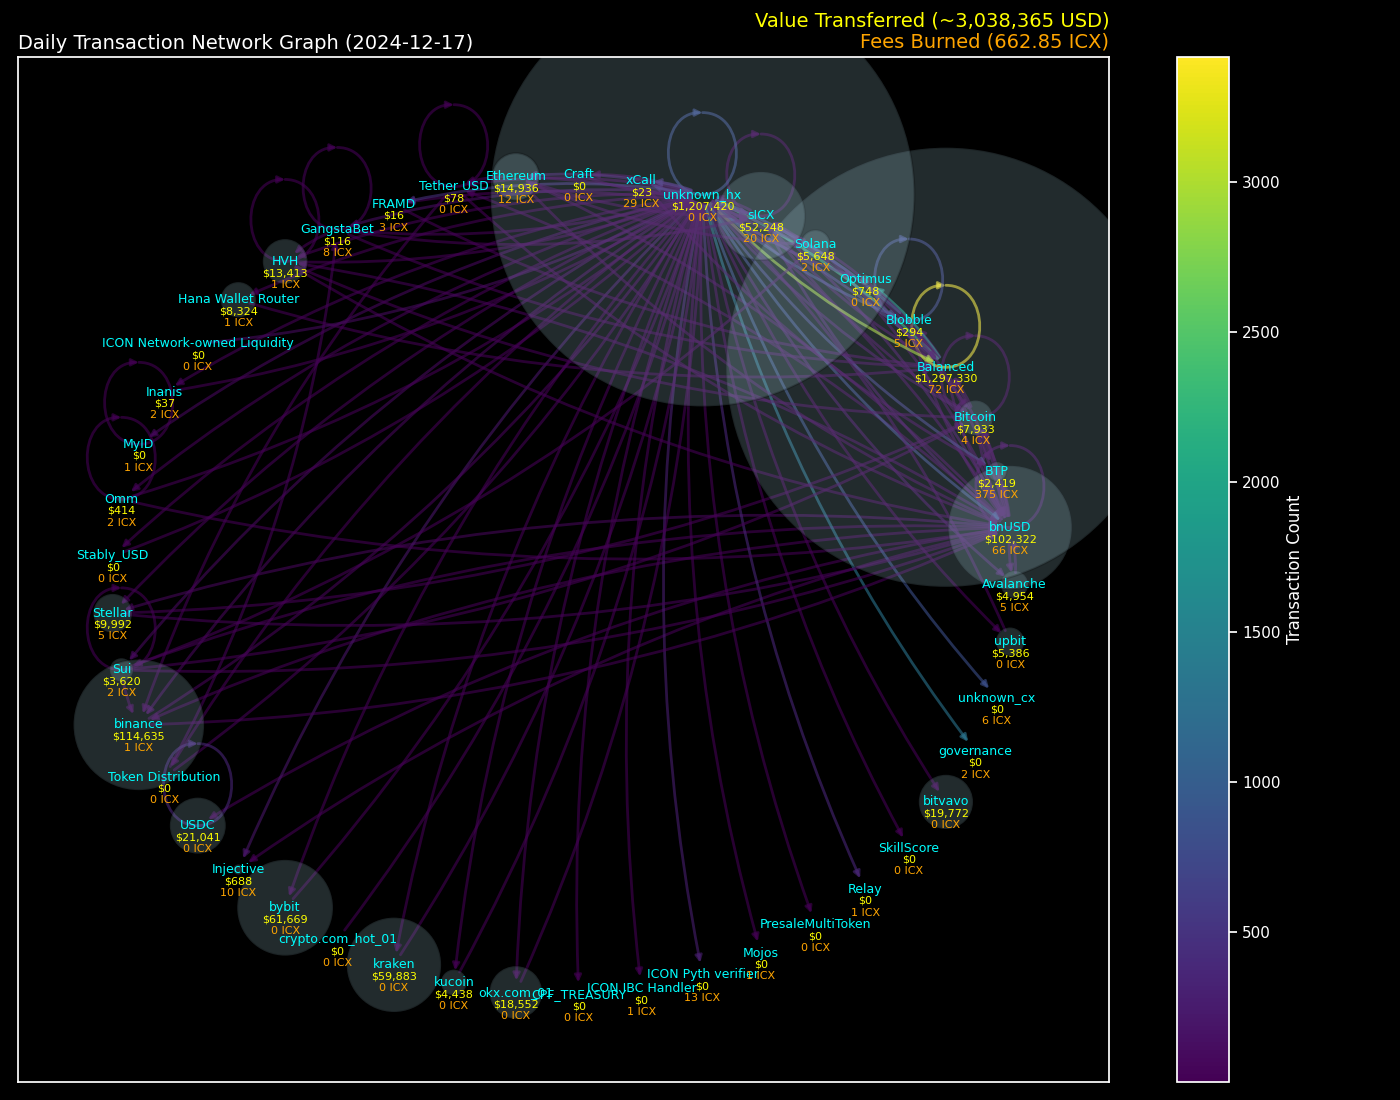 Value Transferred (~3,038,365 USD)
Daily Transaction Network Graph (2024-12-17)
Fees Burned (662.85 ICX)
Craft
$0
0 ICX
Ethereum
$14,936
12 ICX
xCall
$23
29 ICX
Tether USD
$78
0 ICX
unknown_hx
$1,207,420
0 ICX
FRAMD
$16
3 ICX
sICX
$52,248
20 ICX
GangstaBet
$116
8 ICX
Solana
$5,648
2 ICX
HVH
$13,413
1 ICX
Optimus
$748
0 ICX
Hana Wallet Router
$8,324
1 ICX
Blobble
$294
5 ICX
ICON Network-owned Liquidity
$0
0 ICX
Balanced
$1,297,330
72 ICX
Inanis
$37
2 ICX
Bitcoin
$7,933
4 ICX
MyID
$0
1 ICX
BTP
$2,419
375 ICX
Omm
$414
2 ICX
bnUSD
$102,322
66 ICX
Stably_USD
$0
0 ICX
Avalanche
$4,954
5 ICX
Stellar
$9,992
5 ICX
upbit
$5,386
0 ICX
Sui
$3,620
2 ICX
unknown_cx
$0
6 ICX
binance
$114,635
1 ICX
governance
$0
2 ICX
Token Distribution
$0
0 ICX
bitvavo
$19,772
0 ICX
USDC
$21,041
0 ICX
SkillScore
$0
0 ICX
Injective
$688
10 ICX
Relay
$0
1 ICX
bybit
$61,669
0 ICX
PresaleMultiToken
$0
0 ICX
crypto.com_hot_01
$0
0 ICX
Mojos
$0
ICX
kraken
$59,883
0 ICX
ICON Pyth verifier
$0
13 ICX
kucoin
$4,438
0 ICX
ICON IBC Handler
$0
1 ICX
okx.com_01
$18,552
0 ICX
CPF_TREASURY
$0
0 ICX
3000
2500
2000
1500
1000
500
Transaction Count